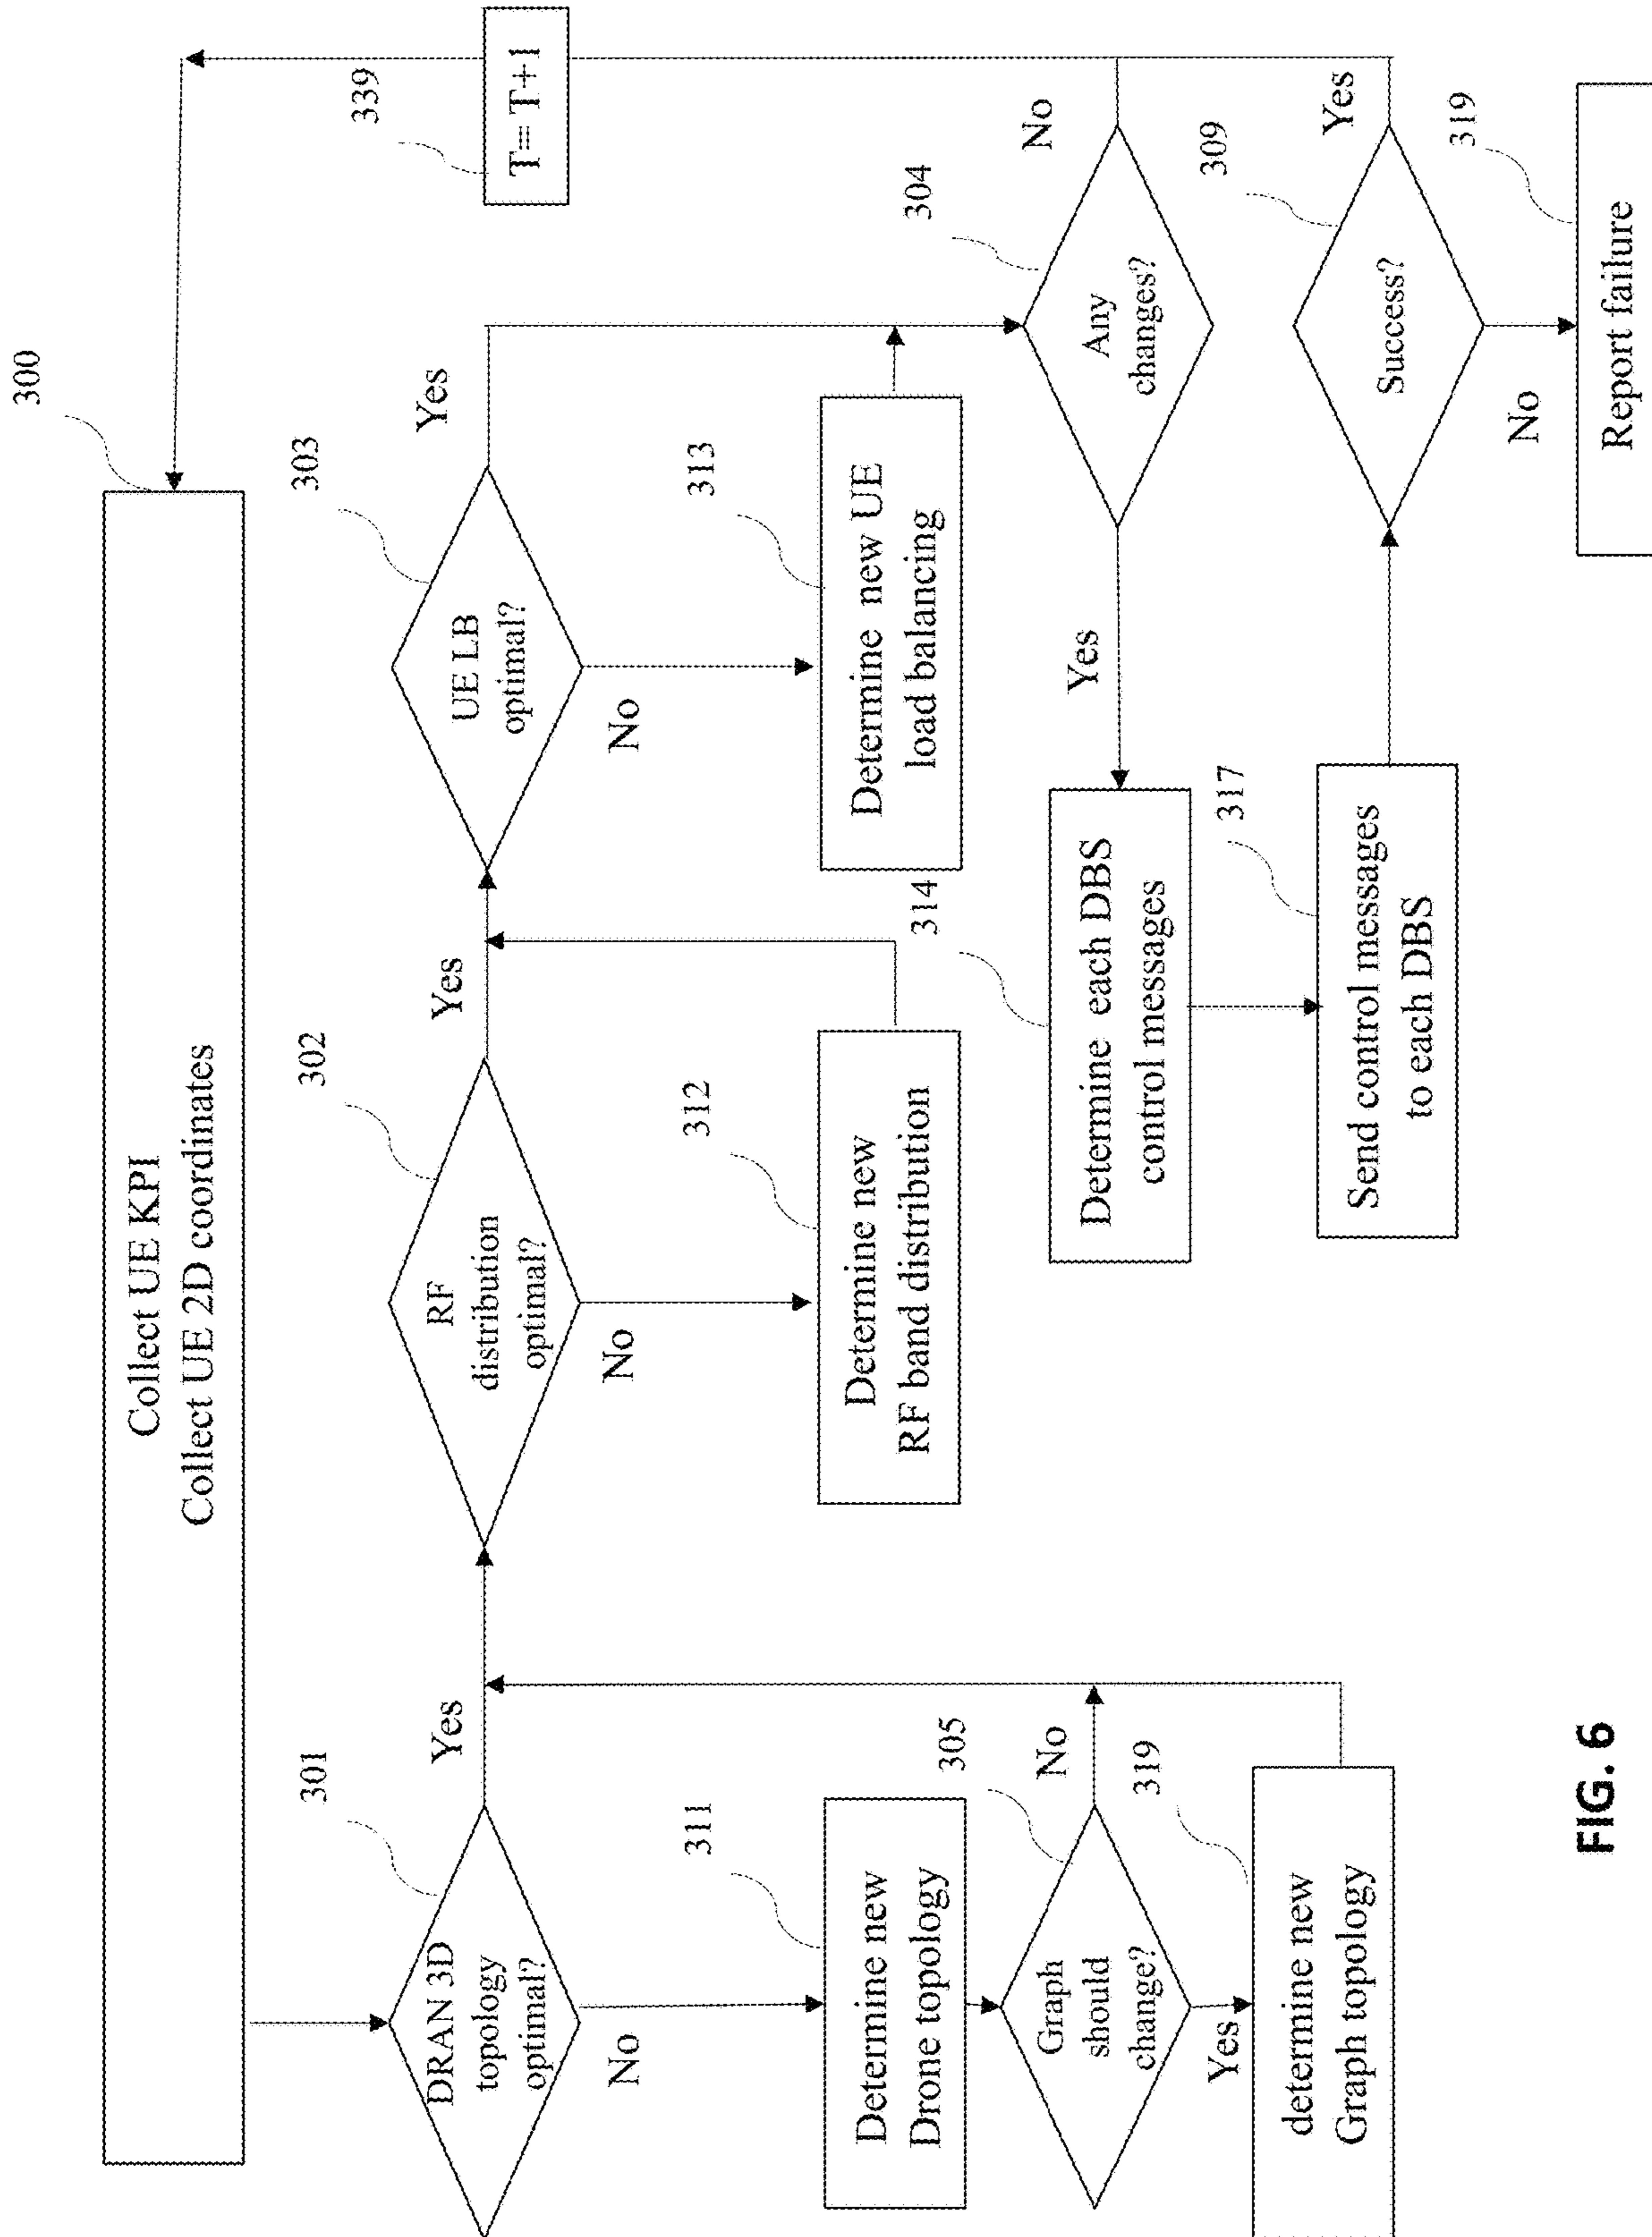 300
Collect UE KPI
Collect UE 2D coordinates
339
T= T+1
301
DRAN 3D
topology
optimal?
Yes
No
302
RF
distribution
optimal?
Yes
No
303
UE LB
optimal?
Yes
No
311
Determine new
Drone topology
312
Determine new
RF band distribution
313
Determine new UE
load balancing
305
Graph
should
change?
No
Yes
319
determine new
Graph topology
304
Any
changes?
No
Yes
314
Determine each DBS
control messages
317
Send control messages
to each DBS
309
Success?
Yes
No
319
Report failure
FIG. 6